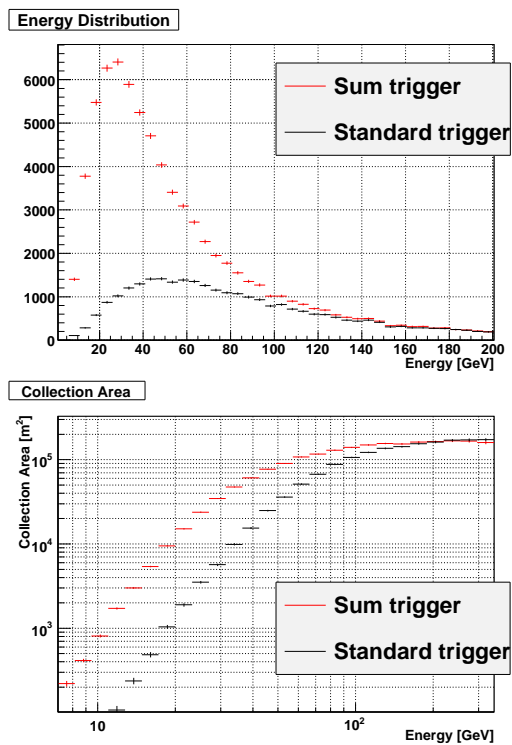 Energy Distribution
6000
5000
4000
3000
2000
1000
0
Sum trigger
Standard trigger
20 40 60 80 100 120 140 160 180 200
Energy [GeV]
Collection Area
Collection Area [m²]
10⁵
10⁴
10³
Sum trigger
Standard trigger
10 10²
Energy [GeV]